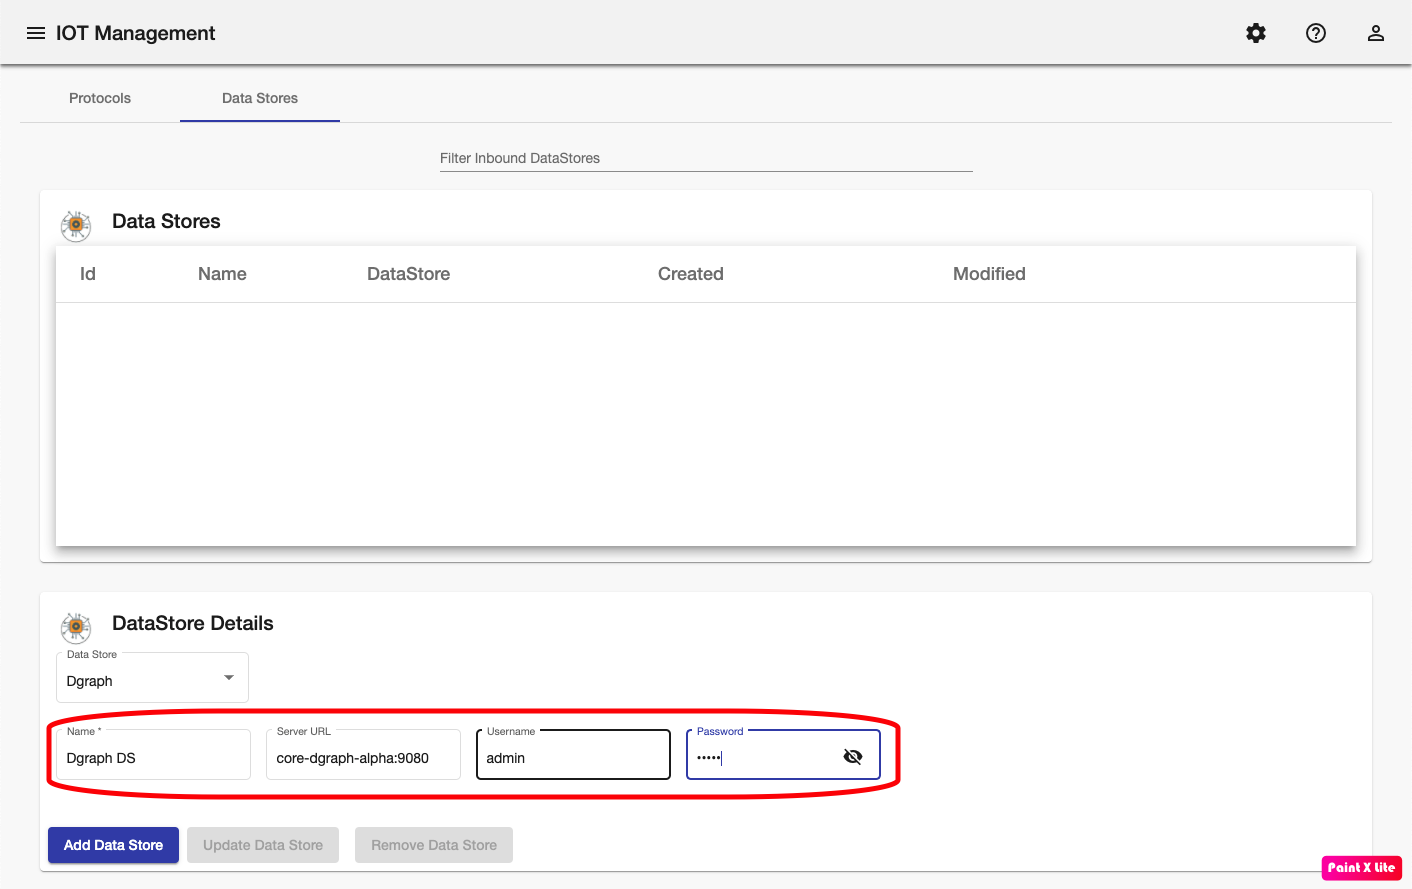 IOT Management
Protocols Data Stores
Filter Inbound DataStores
Data Stores
Id Name DataStore Created Modified
DataStore Details
Data Store
Dgraph
Name * Server URL Username Password
Dgraph DS core-dgraph-alpha:9080 admin •••••
Add Data Store Update Data Store Remove Data Store
Paint X Lite